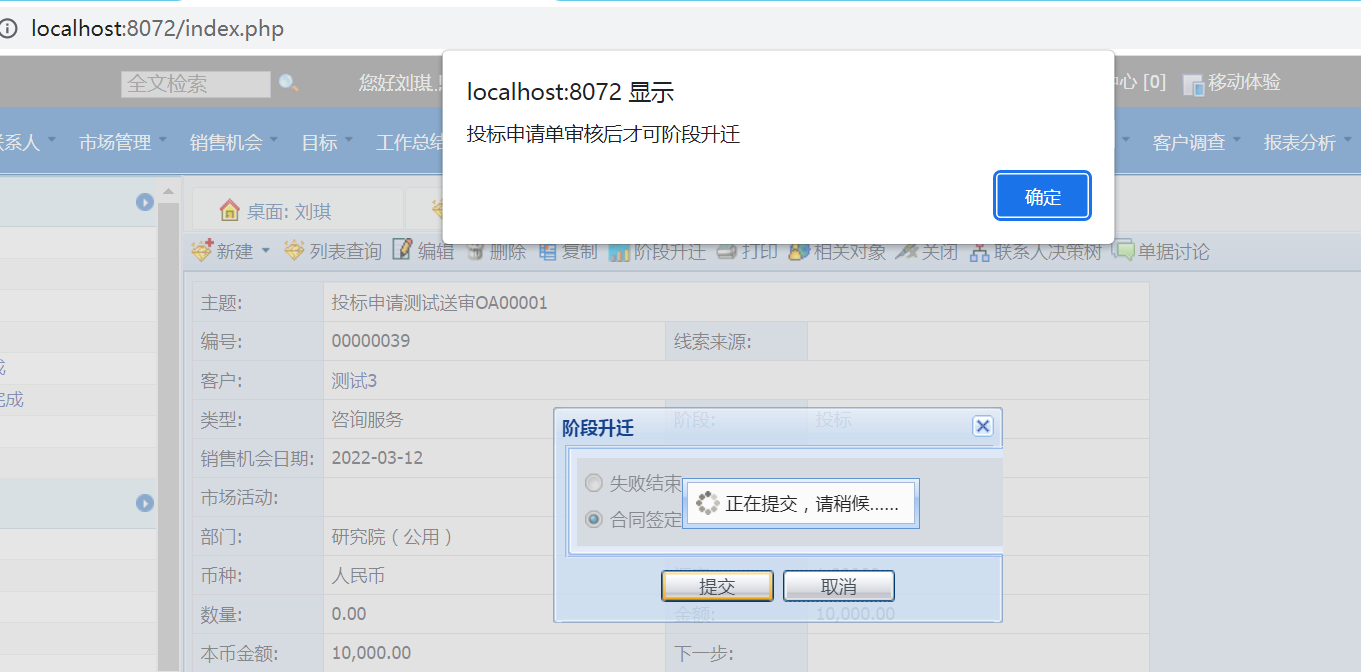 localhost:8072/index.php
全文检索
您好刘琪
中心 [0]
移动体验
localhost:8072 显示
投标申请单审核后才可阶段升迁
确定
联系人
市场管理
销售机会
目标
工作总结
客户调查
报表分析
桌面: 刘琪
新建
列表查询
编辑
删除
复制
阶段升迁
打印
相关对象
关闭
联系人决策树
单据讨论
主题: 投标申请测试送审OA00001
编号: 00000039 线索来源:
客户: 测试3
完成
类型: 咨询服务 阶段: 投标
销售机会日期: 2022-03-12
市场活动:
部门: 研究院（公用）
币种: 人民币
数量: 0.00 金额: 10,000.00
本币金额: 10,000.00 下一步:
阶段升迁
失败结束
合同签定
正在提交，请稍候......
提交
取消